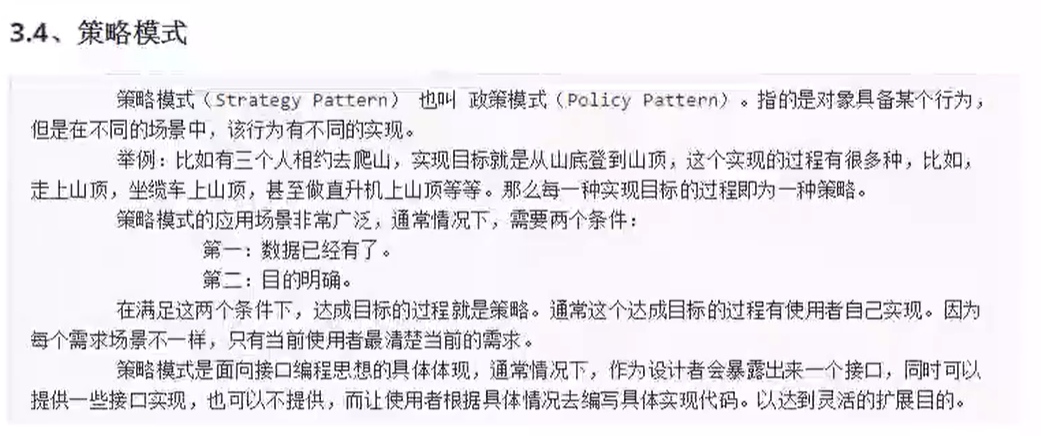 3.4、策略模式
策略模式（Strategy Pattern） 也叫 政策模式（Policy Pattern）。指的是对象具备某个行为，
但是在不同的场景中，该行为有不同的实现。
举例：比如有三个人相约去爬山，实现目标就是从山底登到山顶，这个实现的过程有很多种，比如，
走上山顶，坐缆车上山顶，甚至做直升机上山顶等等。那么每一种实现目标的过程即为一种策略。
策略模式的应用场景非常广泛，通常情况下，需要两个条件：
第一：数据已经有了。
第二：目的明确。
在满足这两个条件下，达成目标的过程就是策略。通常这个达成目标的过程有使用者自己实现。因为
每个需求场景不一样，只有当前使用者最清楚当前的需求。
策略模式是面向接口编程思想的具体体现，通常情况下，作为设计者会暴露出来一个接口，同时可以
提供一些接口实现，也可以不提供，而让使用者根据具体情况去编写具体实现代码。以达到灵活的扩展目的。